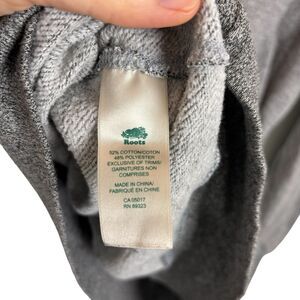 Roots
52% COTTON/COTON
48% POLYESTER
EXCLUSIVE OF TRIMS/
GARNITURES NON
COMPRISES
MADE IN CHINA/
FABRIQUÉ EN CHINE
CA 05017
RN 89323